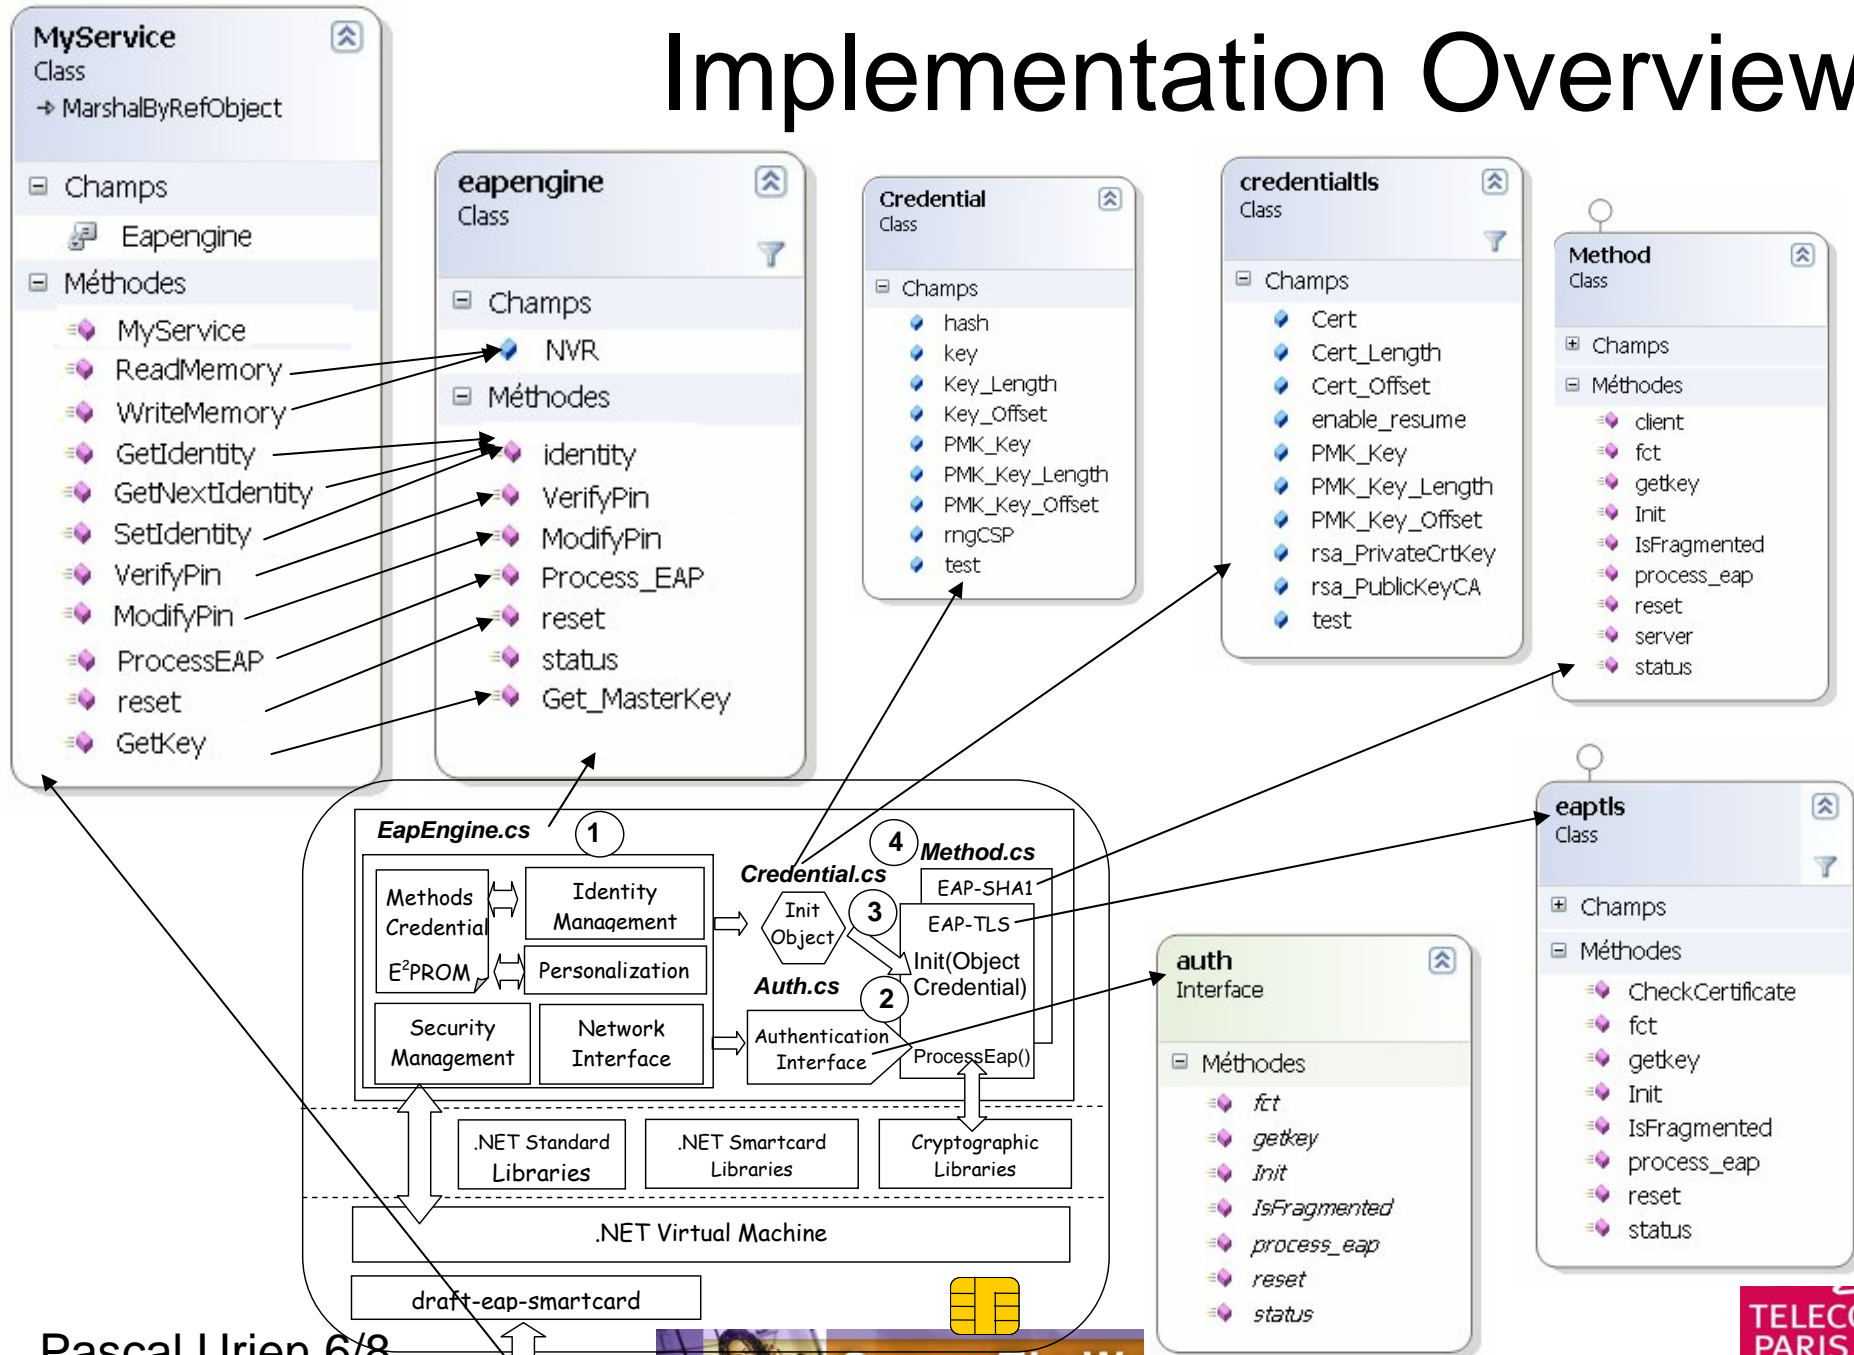 Implementation Overview
MyService
Class
MarshalByRefObject
Champs
Eapengine
Méthodes
MyService
ReadMemory
WriteMemory
GetIdentity
GetNextIdentity
SetIdentity
VerifyPin
ModifyPin
ProcessEAP
reset
GetKey
eapengine
Class
Champs
NVR
Méthodes
identity
VerifyPin
ModifyPin
Process_EAP
reset
status
Get_MasterKey
Credential
Class
Champs
hash
key
Key_Length
Key_Offset
PMK_Key
PMK_Key_Length
PMK_Key_Offset
rngCSP
test
credentialtls
Class
Champs
Cert
Cert_Length
Cert_Offset
enable_resume
PMK_Key
PMK_Key_Length
PMK_Key_Offset
rsa_PrivateCrtKey
rsa_PublicKeyCA
test
Method
Class
Champs
Méthodes
client
fct
getkey
Init
IsFragmented
process_eap
reset
server
status
eaptls
Class
Champs
Méthodes
CheckCertificate
fct
getkey
Init
IsFragmented
process_eap
reset
status
auth
Interface
Méthodes
fct
getkey
Init
IsFragmented
process_eap
reset
status
EapEngine.cs
1
Methods
Credential
E²PROM
Identity
Management
Personalization
Security
Management
Network
Interface
Credential.cs
Init
Object
3
Auth.cs
2
Authentication
Interface
4
Method.cs
EAP-SHA1
EAP-TLS
Init(Object
Credential)
ProcessEap()
.NET Standard
Libraries
.NET Smartcard
Libraries
Cryptographic
Libraries
.NET Virtual Machine
draft-eap-smartcard
Pascal Urien 6/8
TELECO
PARIS